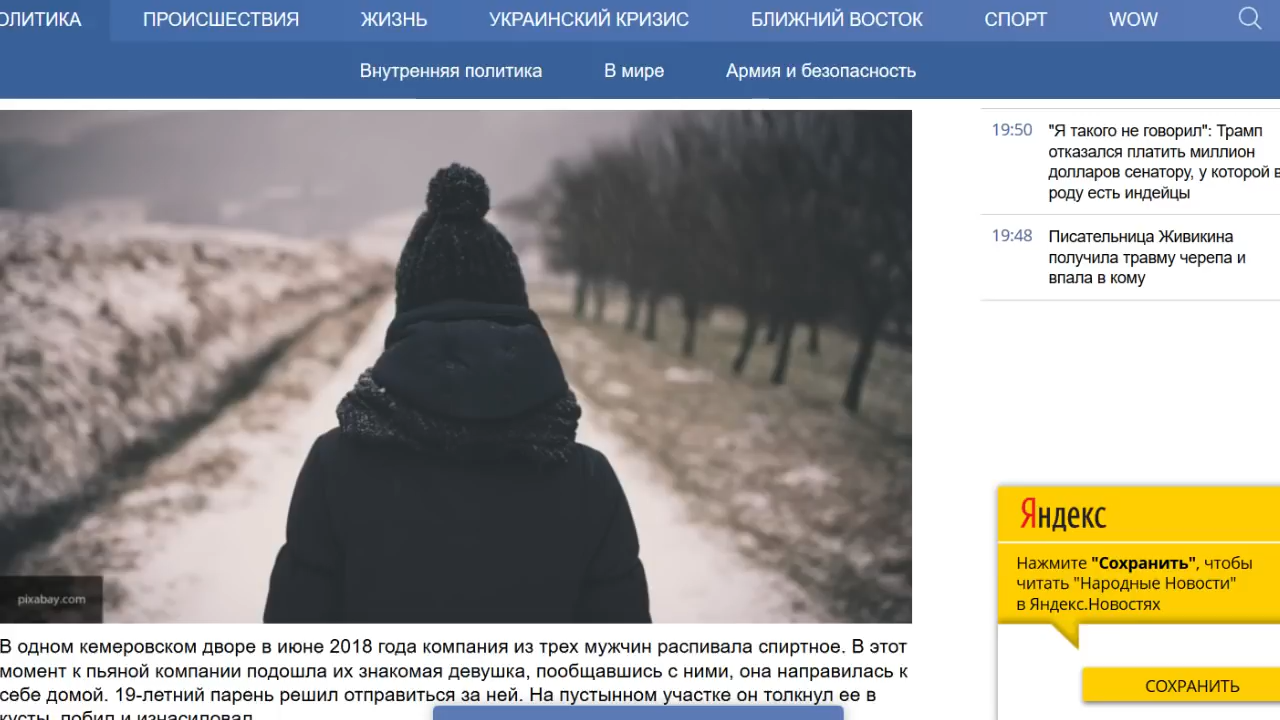 ОЛИТИКА ПРОИСШЕСТВИЯ ЖИЗНЬ УКРАИНСКИЙ КРИЗИС БЛИЖНИЙ ВОСТОК СПОРТ WOW
Внутренняя политика В мире Армия и безопасность
19:50 "Я такого не говорил": Трамп
отказался платить миллион
долларов сенатору, у которой в
роду есть индейцы
19:48 Писательница Живикина
получила травму черепа и
впала в кому
Яндекс
Нажмите "Сохранить", чтобы
читать "Народные Новости"
в Яндекс.Новостях
СОХРАНИТЬ
pixabay.com
В одном кемеровском дворе в июне 2018 года компания из трех мужчин распивала спиртное. В этот
момент к пьяной компании подошла их знакомая девушка, пообщавшись с ними, она направилась к
себе домой. 19-летний парень решил отправиться за ней. На пустынном участке он толкнул ее в
кусты, побил и изнасиловал.